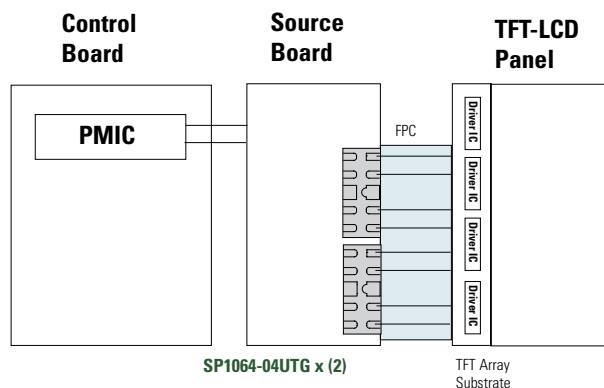 Control
Board
Source
Board
TFT-LCD
Panel
PMIC
FPC
Driver IC
Driver IC
Driver IC
Driver IC
SP1064-04UTG x (2)
TFT Array
Substrate